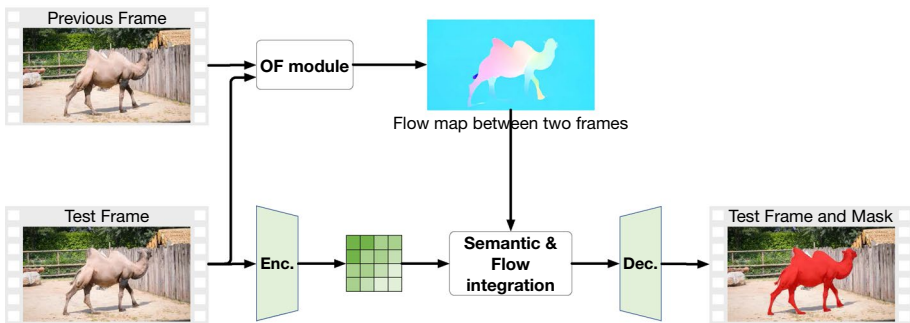 Previous Frame
OF module
Flow map between two frames
Test Frame
Enc.
Semantic &
Flow
integration
Dec.
Test Frame and Mask